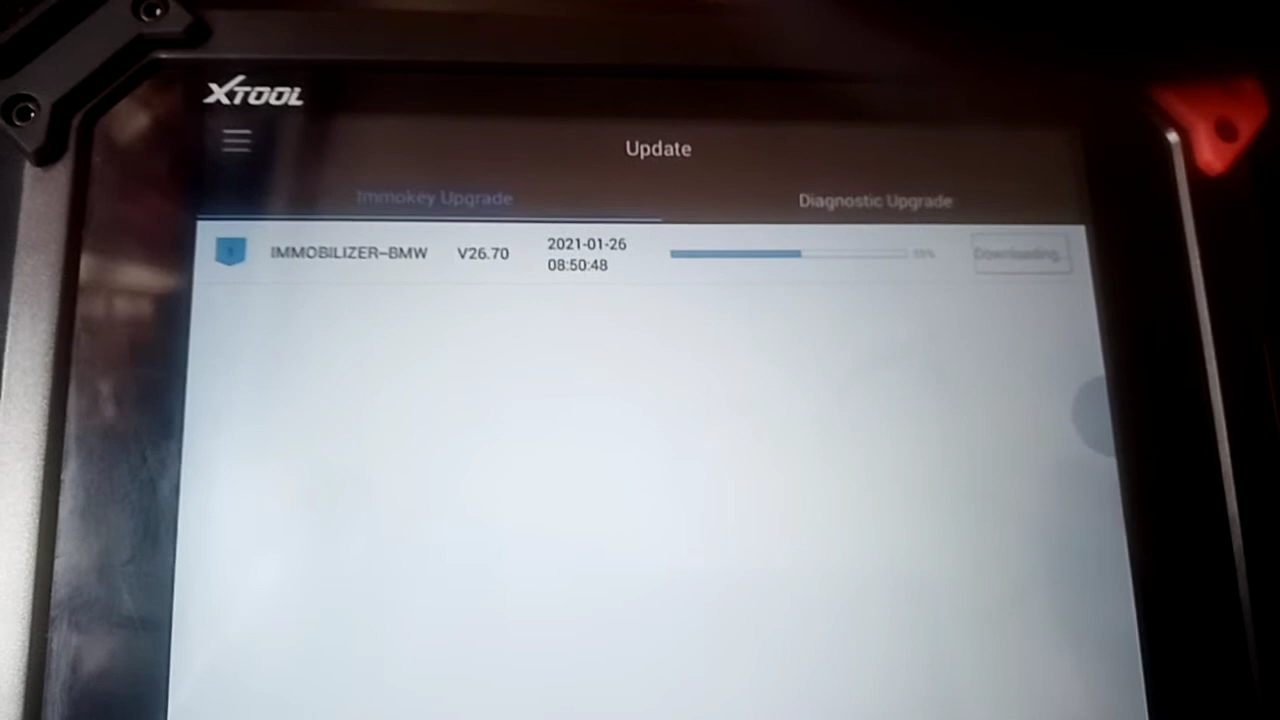 XTOOL
Update
Immokey Upgrade
Diagnostic Upgrade
IMMOBILIZER-BMW V26.70 2021-01-26
08:50:48
Downloading..